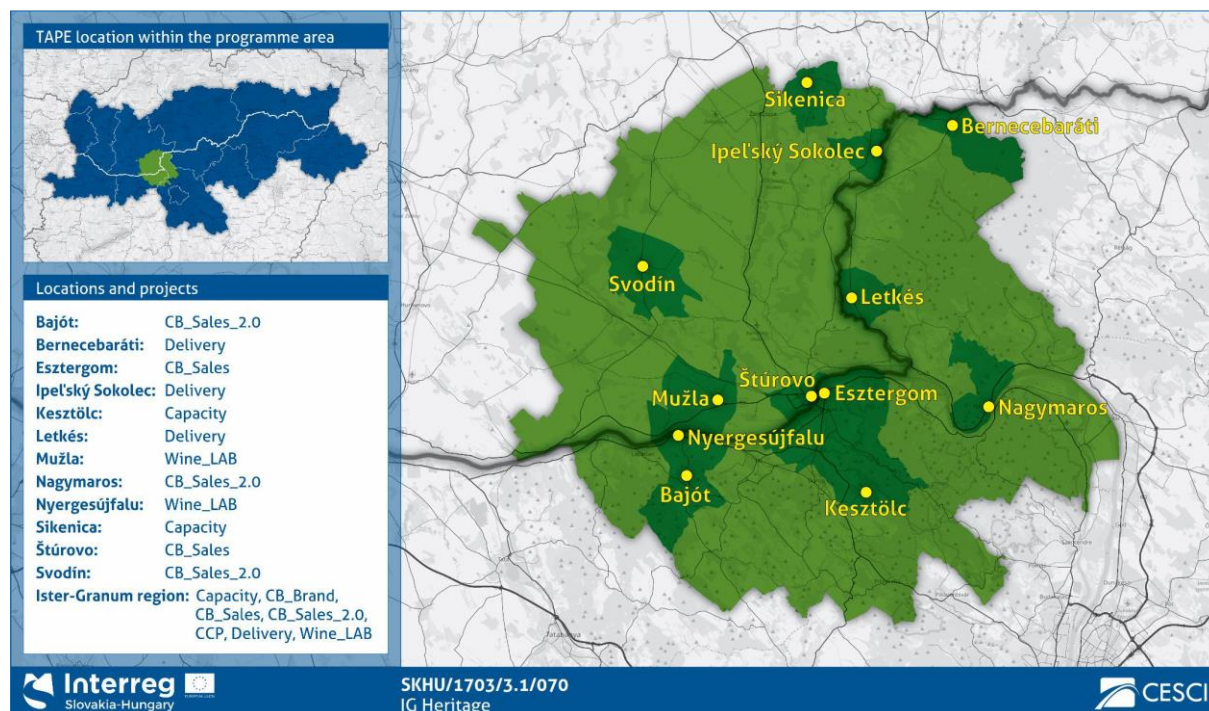 TAPE location within the programme area
Locations and projects
Bajót: CB_Sales_2.0
Bernecebaráti: Delivery
Esztergom: CB_Sales
Ipeľský Sokolec: Delivery
Kesztölc: Capacity
Letkés: Delivery
Mužla: Wine_LAB
Nagymaros: CB_Sales_2.0
Nyergesújfalu: Wine_LAB
Sikenica: Capacity
Štúrovo: CB_Sales
Svodín: CB_Sales_2.0
Ister-Granum region: Capacity, CB_Brand,
CB_Sales, CB_Sales_2.0,
CCP, Delivery, Wine_LAB
Sikenica
Bernecebaráti
Ipeľský Sokolec
Svodín
Letkés
Štúrovo
Esztergom
Mužla
Nagymaros
Nyergesújfalu
Bajót
Kesztölc
Tatabánya
Interreg
Slovakia-Hungary
SKHU/1703/3.1/070
IG Heritage
CESCI